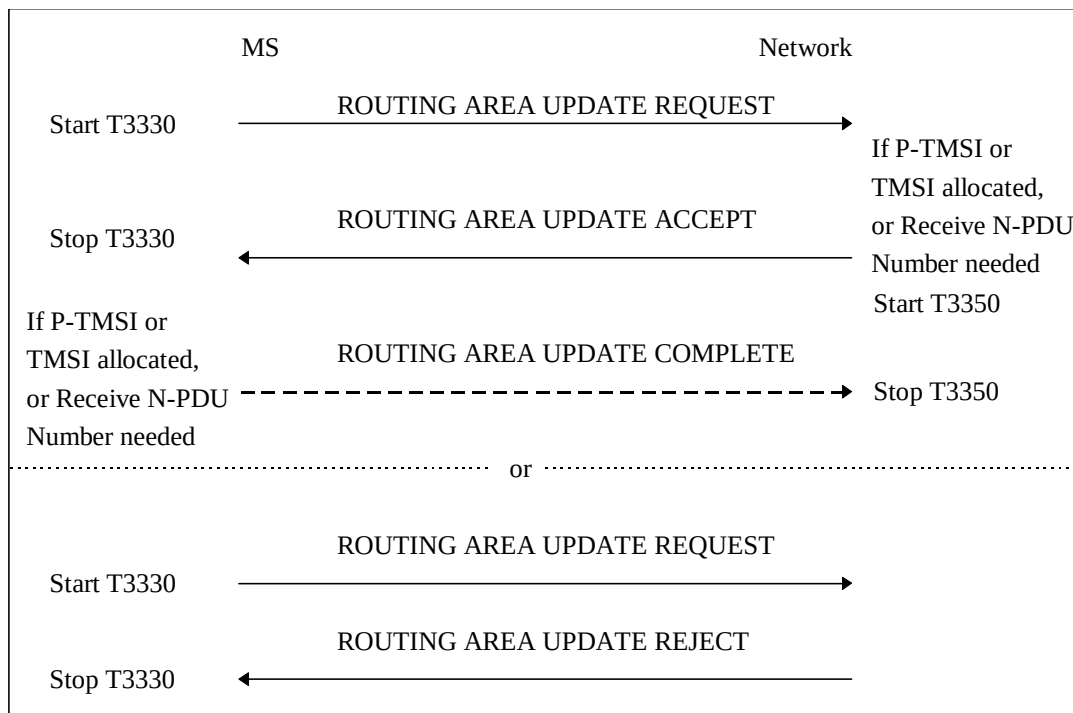 MS
Network
ROUTING AREA UPDATE REQUEST
Start T3330
If P-TMSI or
TMSI allocated,
or Receive N-PDU
Number needed
Start T3350
ROUTING AREA UPDATE ACCEPT
Stop T3330
If P-TMSI or
TMSI allocated,
or Receive N-PDU
Number needed
ROUTING AREA UPDATE COMPLETE
Stop T3350
or
ROUTING AREA UPDATE REQUEST
Start T3330
ROUTING AREA UPDATE REJECT
Stop T3330